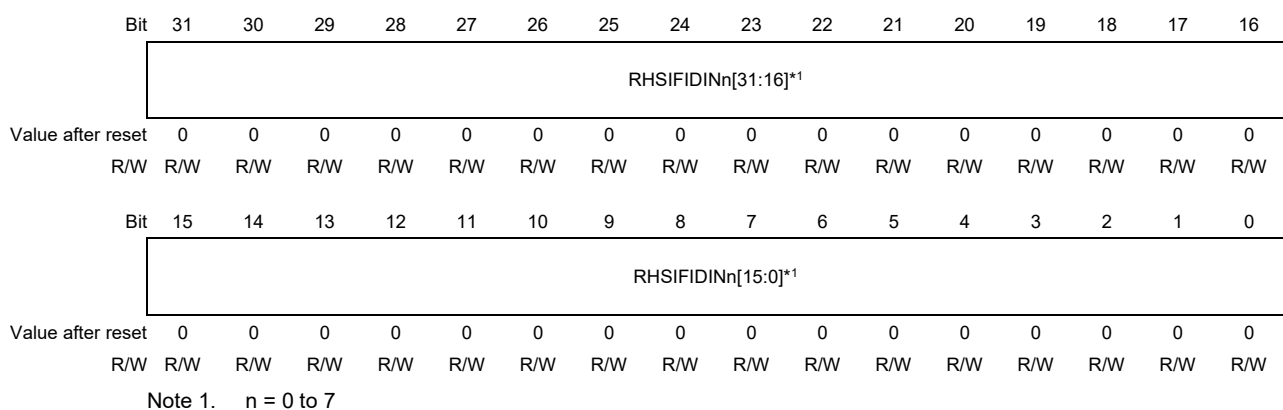 Bit 31 30 29 28 27 26 25 24 23 22 21 20 19 18 17 16
RHSIFIDINn[31:16]*1
Value after reset 0 0 0 0 0 0 0 0 0 0 0 0 0 0 0 0
R/W R/W R/W R/W R/W R/W R/W R/W R/W R/W R/W R/W R/W R/W R/W R/W R/W
Bit 15 14 13 12 11 10 9 8 7 6 5 4 3 2 1 0
RHSIFIDINn[15:0]*1
Value after reset 0 0 0 0 0 0 0 0 0 0 0 0 0 0 0 0
R/W R/W R/W R/W R/W R/W R/W R/W R/W R/W R/W R/W R/W R/W R/W R/W R/W
Note 1. n = 0 to 7